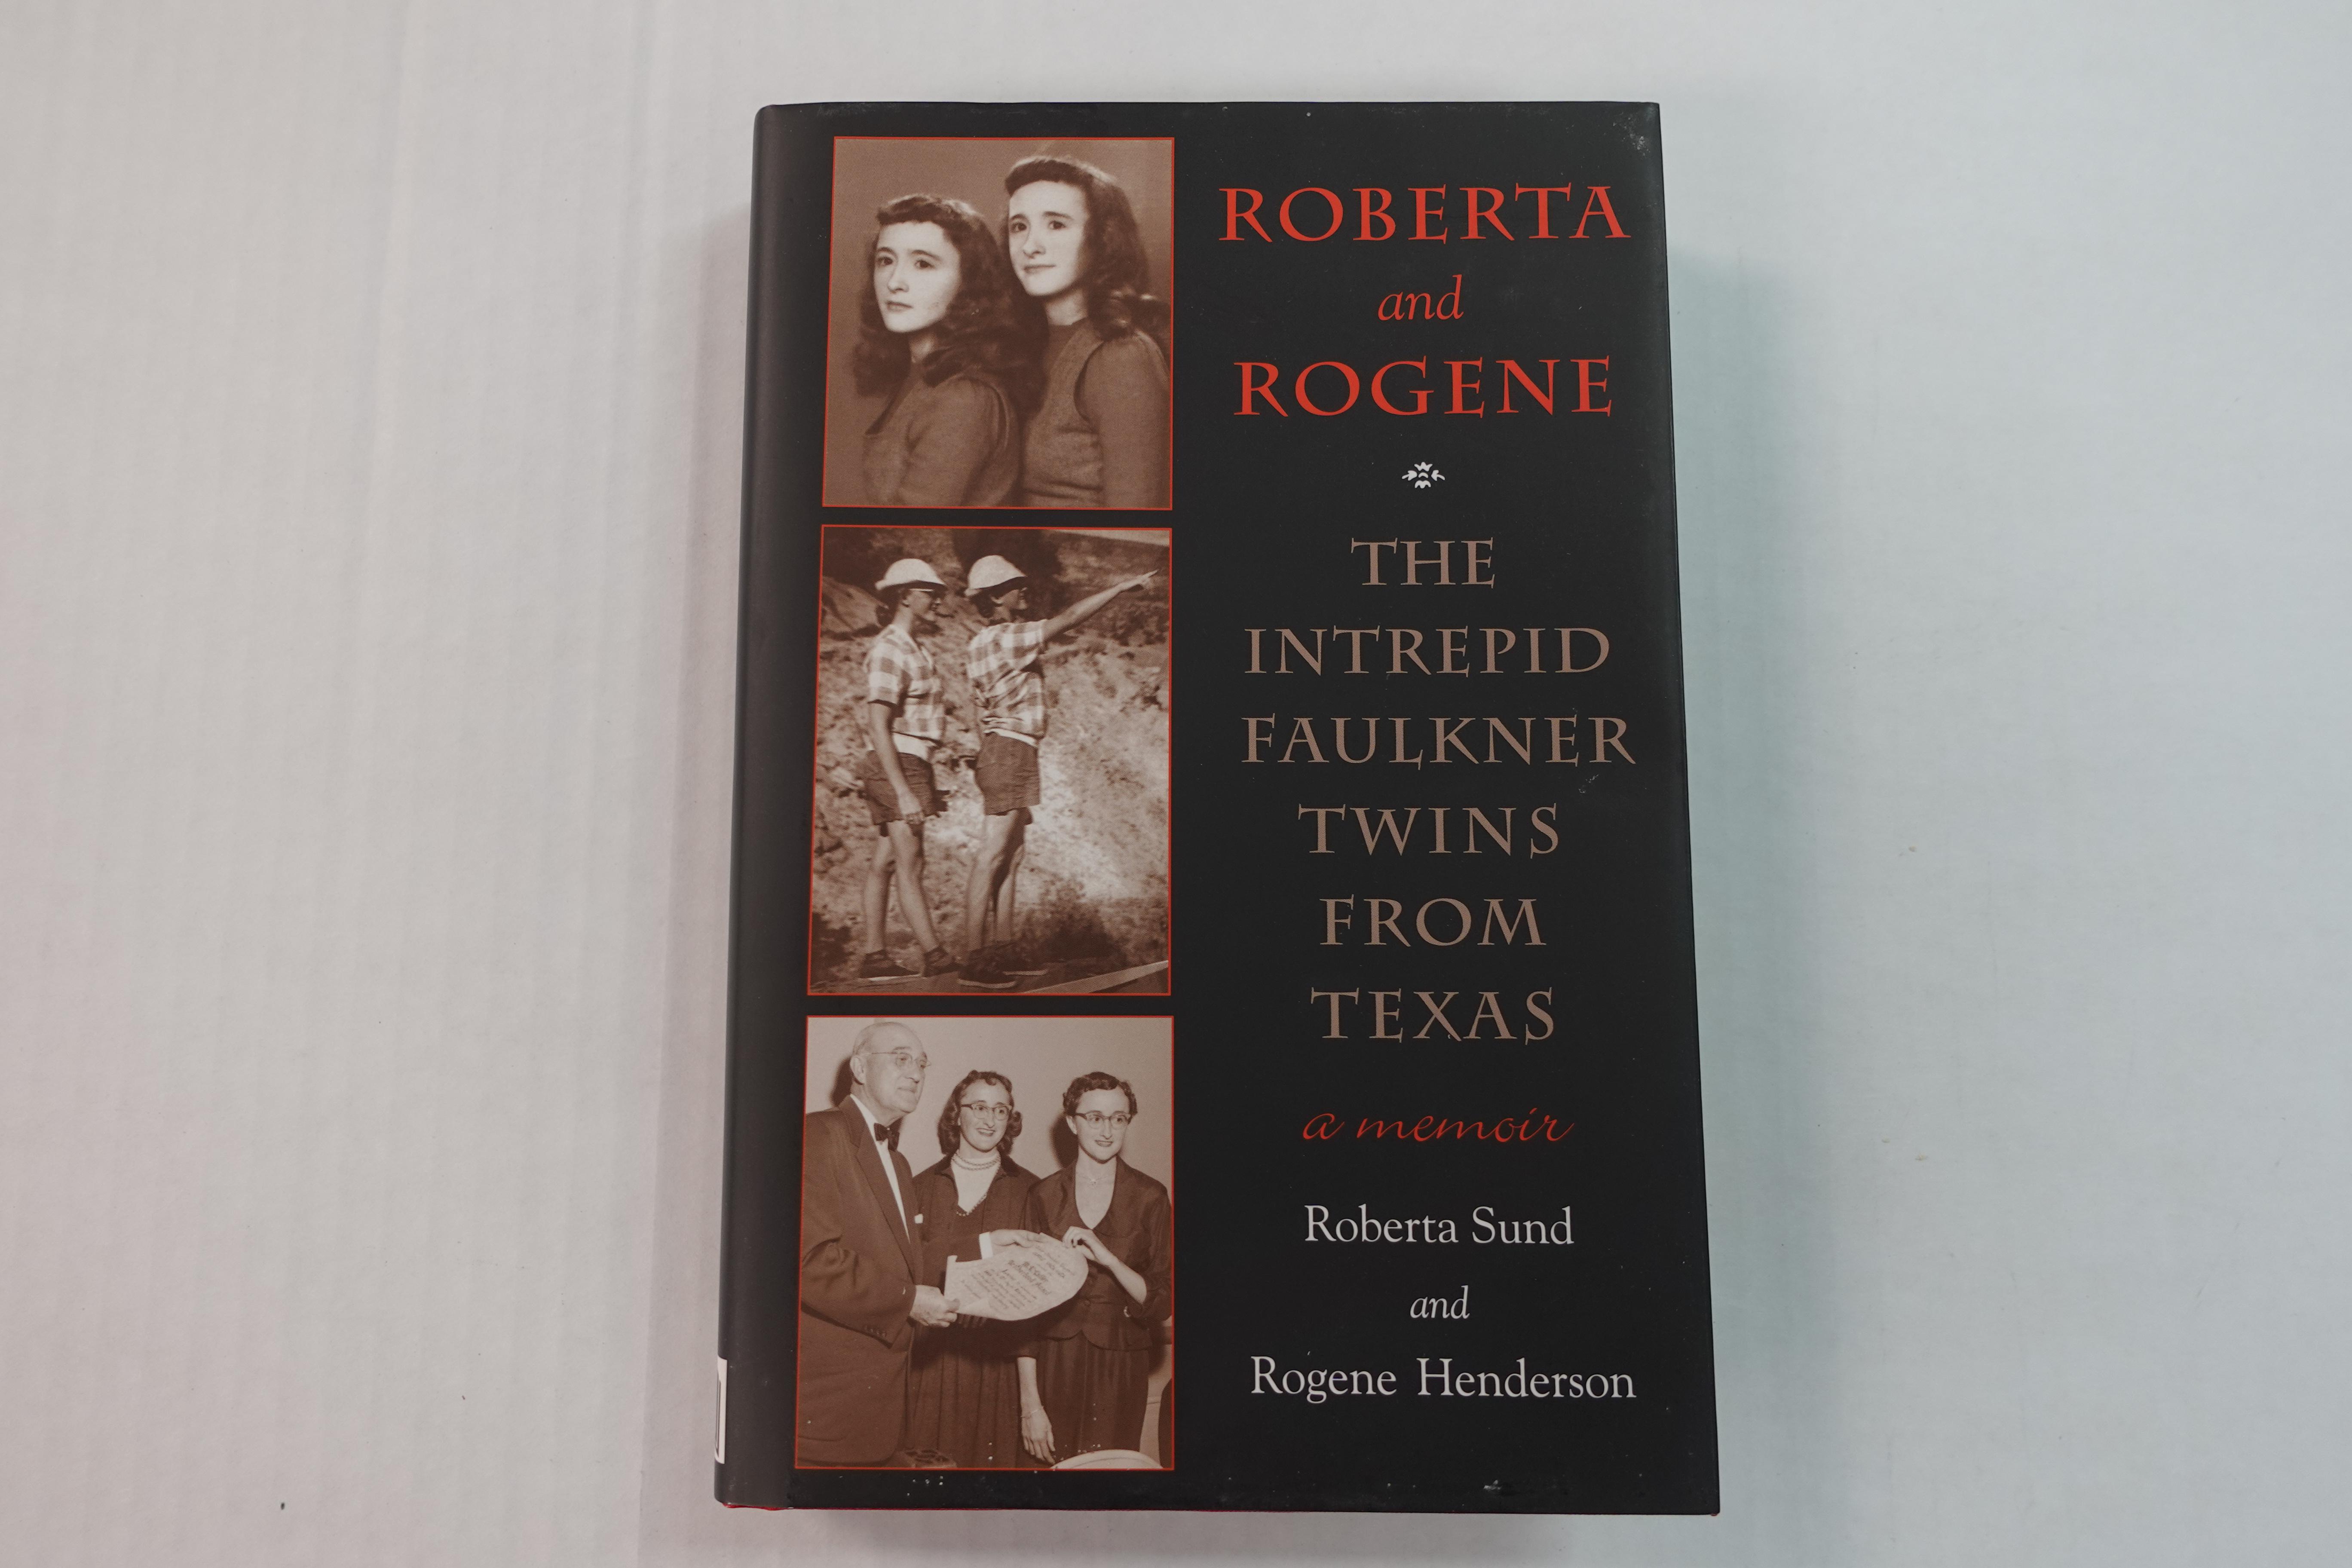 ROBERTA
and
ROGENE
THE
INTREPID
FAULKNER
TWINS
FROM
TEXAS
a memoir
Roberta Sund
and
Rogene Henderson